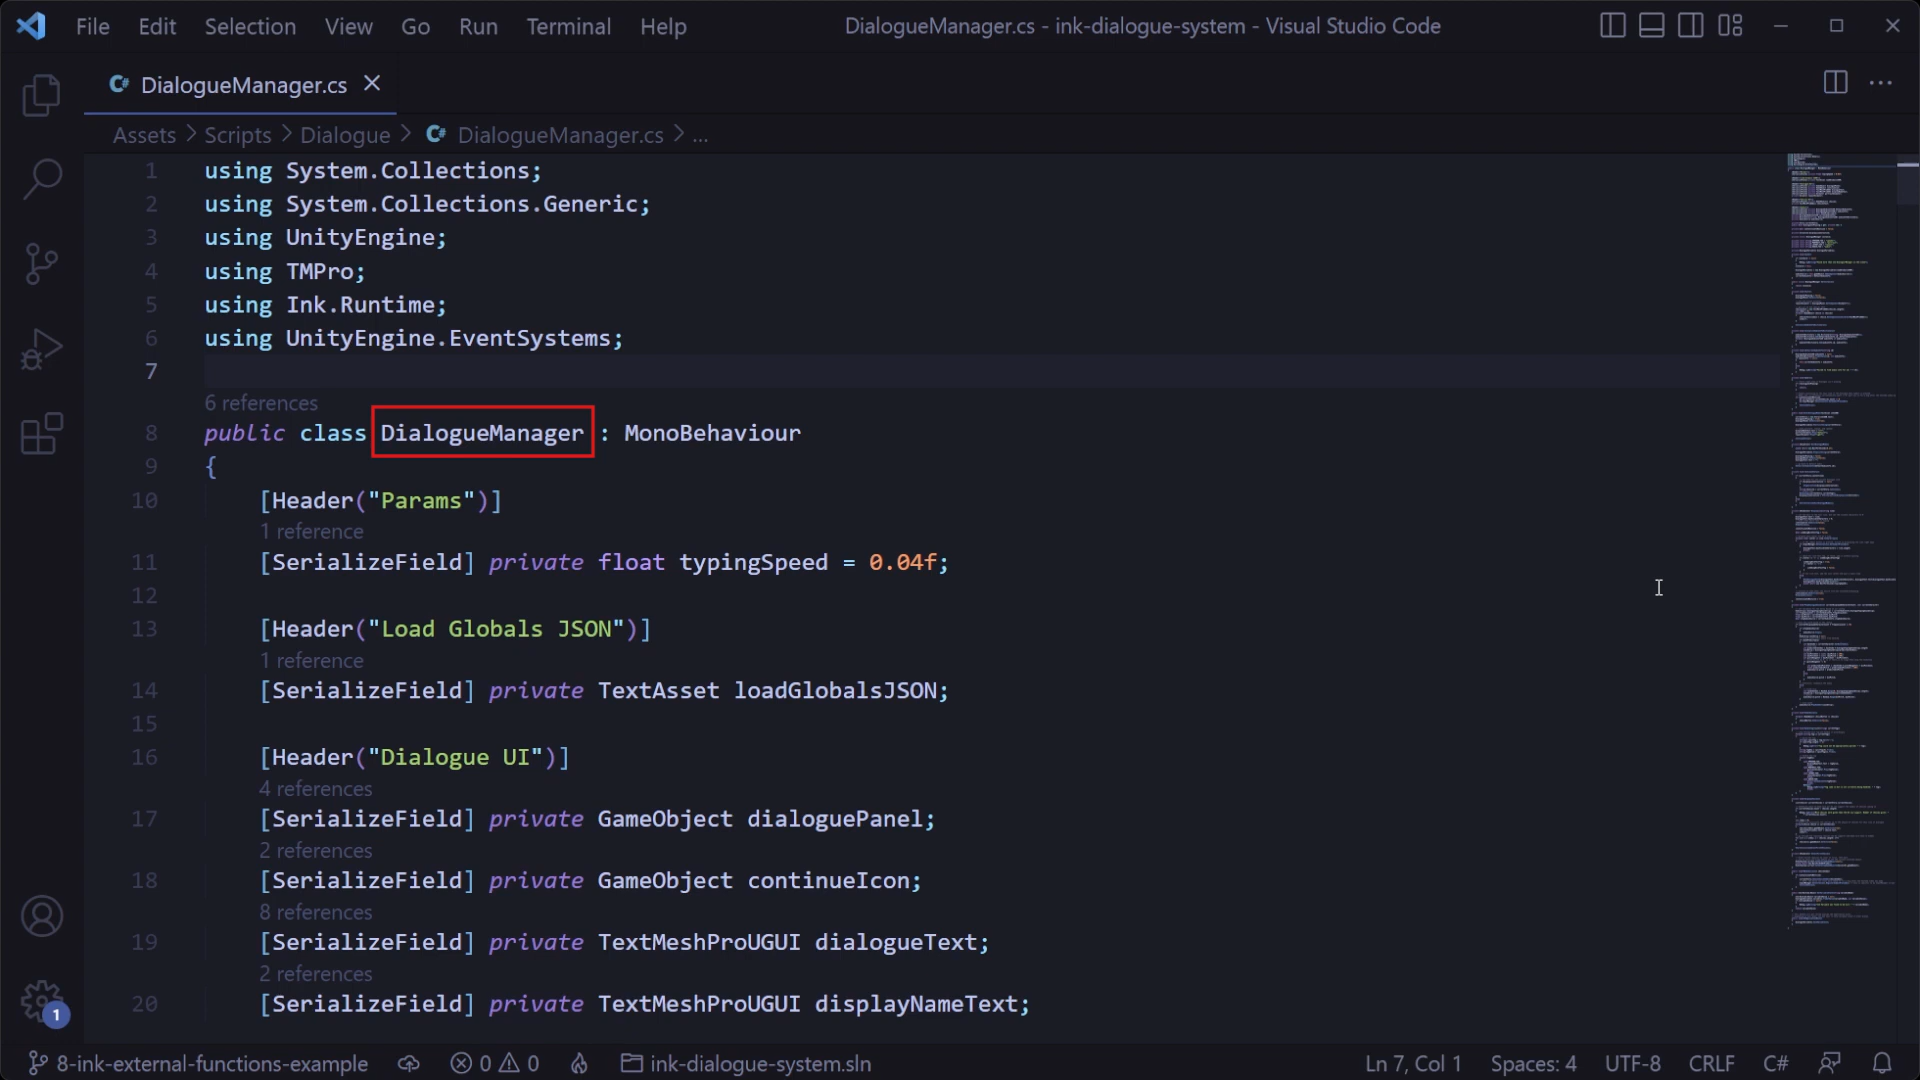 File Edit Selection View Go Run Terminal Help DialogueManager.cs - ink-dialogue-system - Visual Studio Code
C# DialogueManager.cs
Assets > Scripts > Dialogue > C# DialogueManager.cs > ...
1 using System.Collections;
2 using System.Collections.Generic;
3 using UnityEngine;
4 using TMPro;
5 using Ink.Runtime;
6 using UnityEngine.EventSystems;
7
6 references
8 public class DialogueManager : MonoBehaviour
9 {
10 [Header("Params")]
1 reference
11 [SerializeField] private float typingSpeed = 0.04f;
12
13 [Header("Load Globals JSON")]
1 reference
14 [SerializeField] private TextAsset loadGlobalsJSON;
15
16 [Header("Dialogue UI")]
4 references
17 [SerializeField] private GameObject dialoguePanel;
2 references
18 [SerializeField] private GameObject continueIcon;
8 references
19 [SerializeField] private TextMeshProUGUI dialogueText;
2 references
20 [SerializeField] private TextMeshProUGUI displayNameText;
1
8-ink-external-functions-example 0 0 ink-dialogue-system.sln Ln 7, Col 1 Spaces: 4 UTF-8 CRLF C#